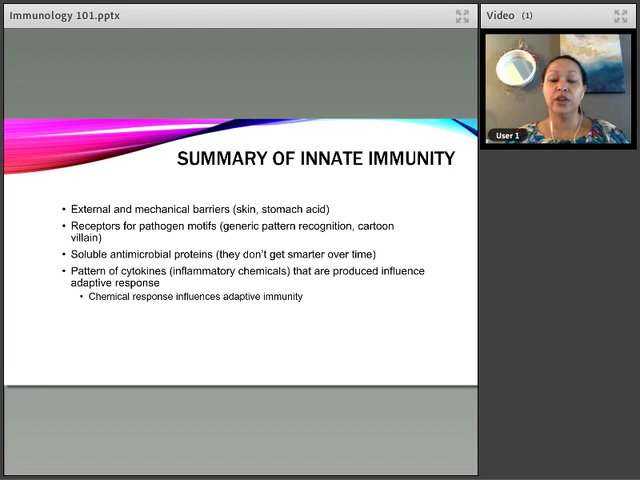 Immunology 101.pptx
Video (1)
User 1
SUMMARY OF INNATE IMMUNITY
• External and mechanical barriers (skin, stomach acid)
• Receptors for pathogen motifs (generic pattern recognition, cartoon
villain)
• Soluble antimicrobial proteins (they don't get smarter over time)
• Pattern of cytokines (inflammatory chemicals) that are produced influence
adaptive response
• Chemical response influences adaptive immunity